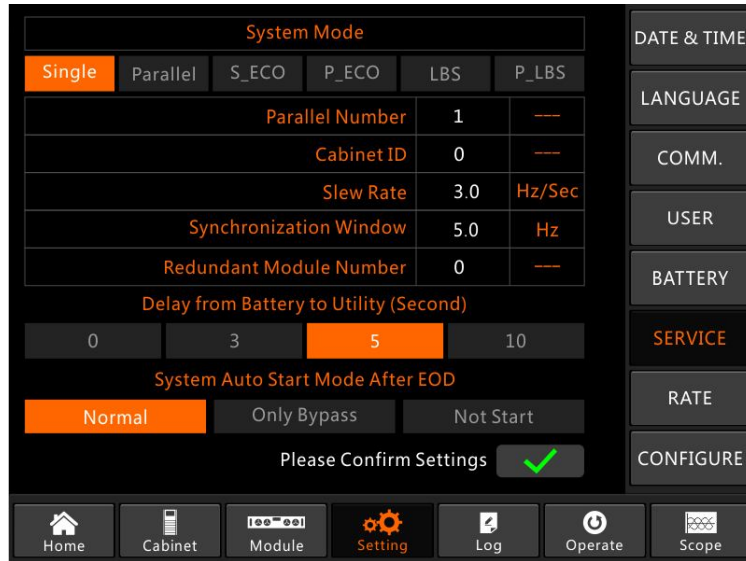 System Mode
Single Parallel S_ECO P_ECO LBS P_LBS
Parallel Number 1 ---
Cabinet ID 0 ---
Slew Rate 3.0 Hz/Sec
Synchronization Window 5.0 Hz
Redundant Module Number 0 ---
Delay from Battery to Utility (Second)
0 3 5 10
System Auto Start Mode After EOD
Normal Only Bypass Not Start
Please Confirm Settings
DATE & TIME
LANGUAGE
COMM.
USER
BATTERY
SERVICE
RATE
CONFIGURE
Home Cabinet Module Setting Log Operate Scope